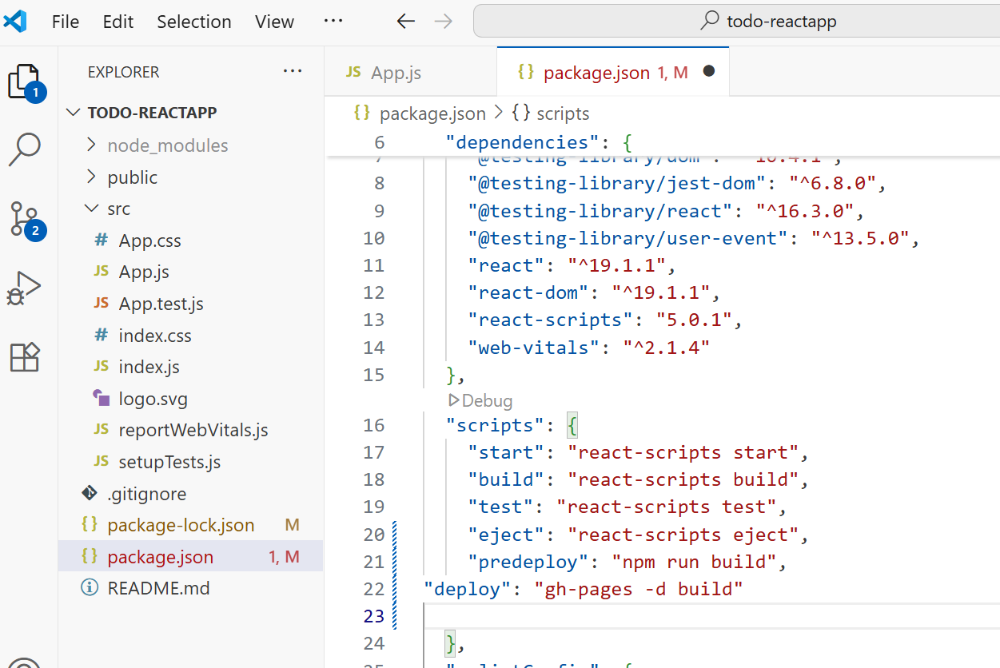 File Edit Selection View ··· todo-reactapp
EXPLORER ···
1
TODO-REACTAPP
node_modules
public
src
2
# App.css
JS App.js
JS App.test.js
# index.css
JS index.js
logo.svg
JS reportWebVitals.js
JS setupTests.js
.gitignore
{} package-lock.json M
{} package.json 1, M
README.md
JS App.js {} package.json 1, M
{} package.json > {} scripts
6 "dependencies": {
8 "@testing-library/jest-dom": "^6.8.0",
9 "@testing-library/react": "^16.3.0",
10 "@testing-library/user-event": "^13.5.0",
11 "react": "^19.1.1",
12 "react-dom": "^19.1.1",
13 "react-scripts": "5.0.1",
14 "web-vitals": "^2.1.4"
15 },
Debug
16 "scripts": {
17 "start": "react-scripts start",
18 "build": "react-scripts build",
19 "test": "react-scripts test",
20 "eject": "react-scripts eject",
21 "predeploy": "npm run build",
22 "deploy": "gh-pages -d build"
23
24 },